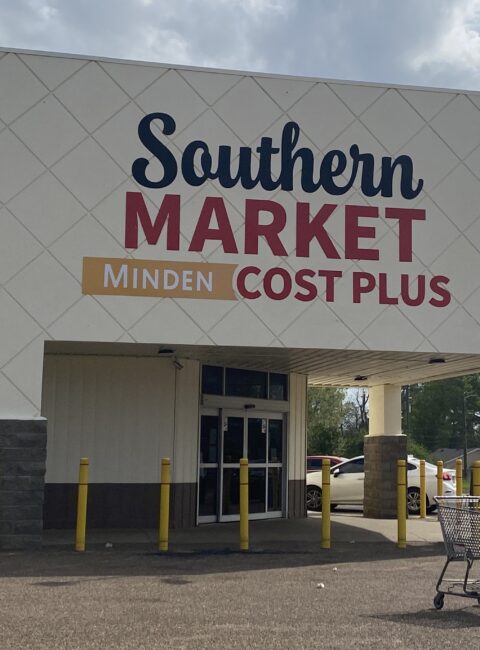 Southern
MARKET
MINDEN COST PLUS